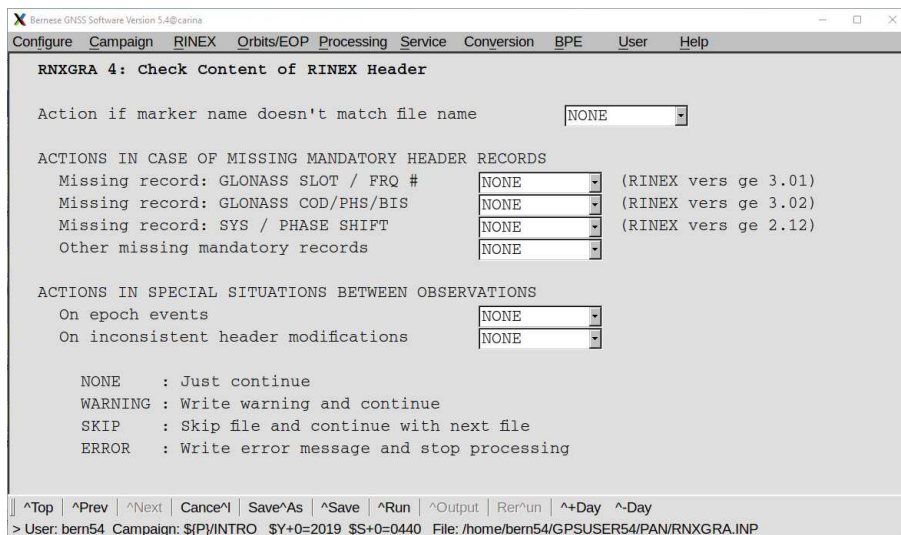 Bernese GNSS Software Version 5.4@carina
Configure Campaign RINEX Orbits/EOP Processing Service Conversion BPE User Help
RNXGRA 4: Check Content of RINEX Header
Action if marker name doesn't match file name NONE
ACTIONS IN CASE OF MISSING MANDATORY HEADER RECORDS
Missing record: GLONASS SLOT / FRQ # NONE (RINEX vers ge 3.01)
Missing record: GLONASS COD/PHS/BIS NONE (RINEX vers ge 3.02)
Missing record: SYS / PHASE SHIFT NONE (RINEX vers ge 2.12)
Other missing mandatory records NONE
ACTIONS IN SPECIAL SITUATIONS BETWEEN OBSERVATIONS
On epoch events NONE
On inconsistent header modifications NONE
NONE : Just continue
WARNING : Write warning and continue
SKIP : Skip file and continue with next file
ERROR : Write error message and stop processing
^Top | ^Prev | ^Next | Cance^l | Save^As | ^Save | ^Run | ^Output | Rer^un | ^+Day ^-Day
> User: bern54 Campaign: ${P}/INTRO $Y+0=2019 $S+0=0440 File: /home/bern54/GPSUSER54/PAN/RNXGRA.INP